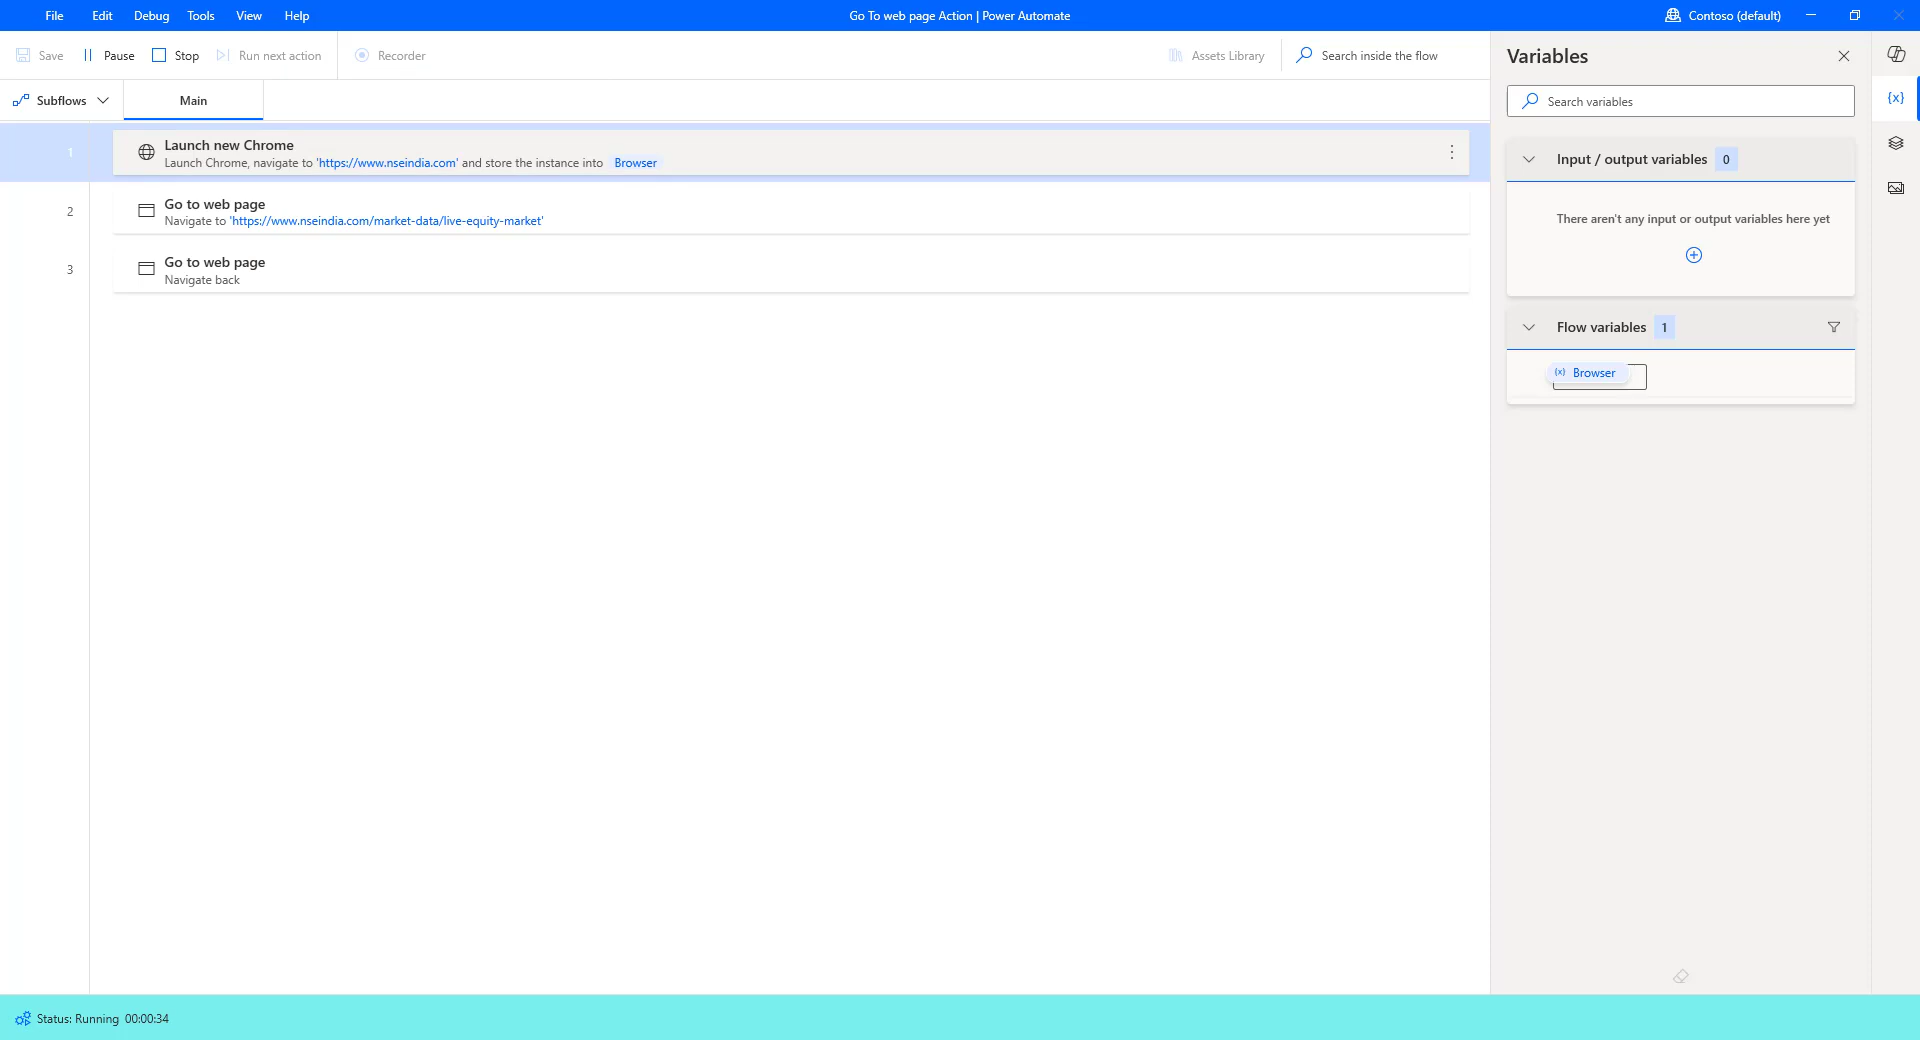 File Edit Debug Tools View Help Go To web page Action | Power Automate Contoso (default)
Save Pause Stop Run next action Recorder Assets Library Search inside the flow
Subflows Main
1 Launch new Chrome
Launch Chrome, navigate to 'https://www.nseindia.com' and store the instance into Browser
2 Go to web page
Navigate to 'https://www.nseindia.com/market-data/live-equity-market'
3 Go to web page
Navigate back
Variables
{x}
Search variables
Input / output variables 0
There aren't any input or output variables here yet
Flow variables 1
(x) Browser
Status: Running 00:00:34